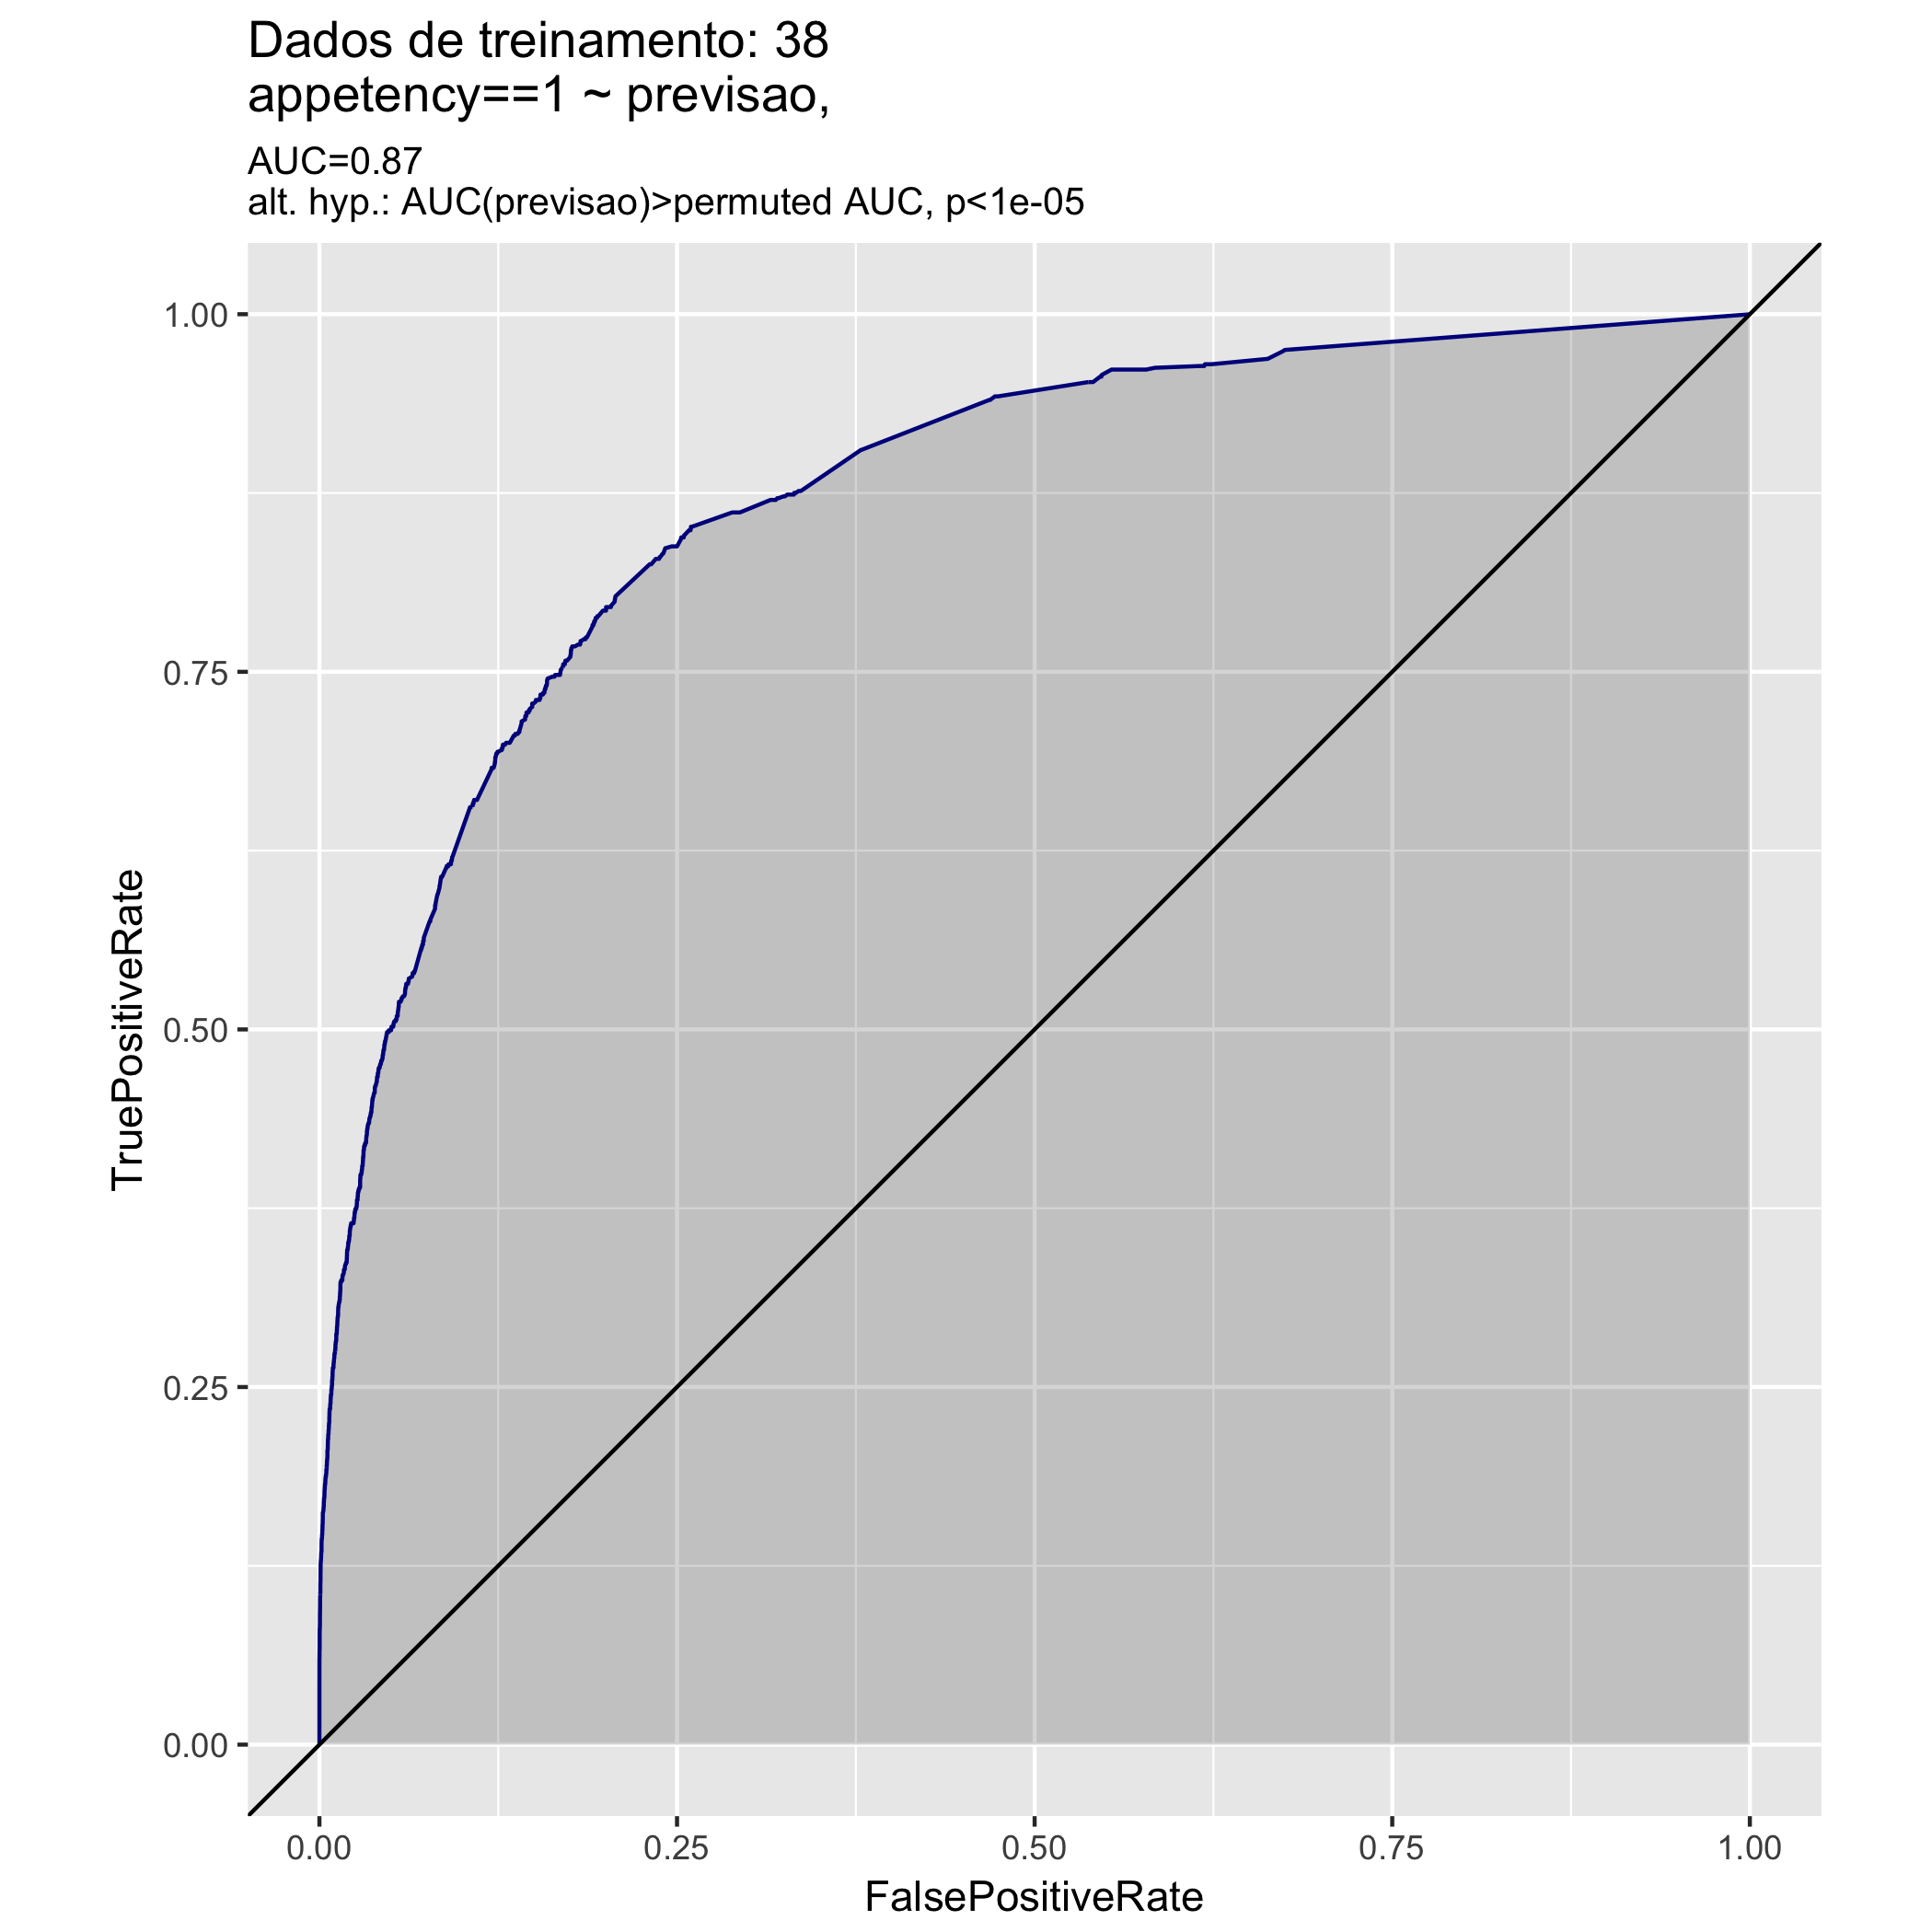 Dados de treinamento: 38
appetency==1 ~ previsao,
AUC=0.87
alt. hyp.: AUC(previsao)>permuted AUC, p<1e-05
TruePositiveRate
1.00
0.75
0.50
0.25
0.00
0.00 0.25 0.50 0.75 1.00
FalsePositiveRate